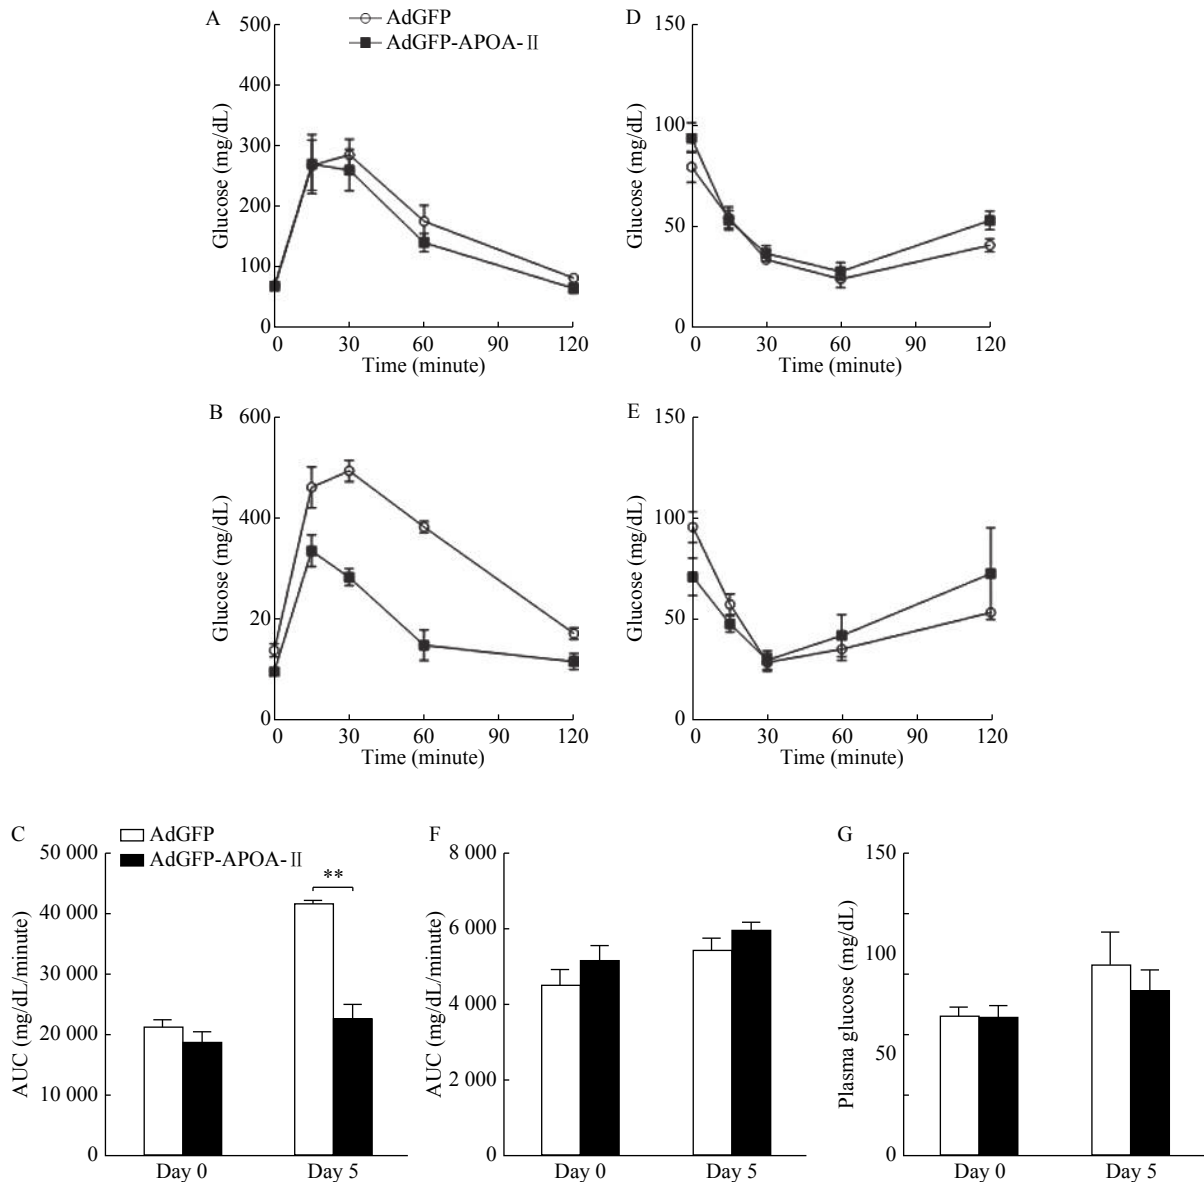 A
AdGFP
AdGFP-APOA-Ⅱ
500
400
300
200
100
0
Glucose (mg/dL)
0 30 60 90 120
Time (minute)
D
150
100
50
0
Glucose (mg/dL)
0 30 60 90 120
Time (minute)
B
600
400
20
0
Glucose (mg/dL)
0 30 60 90 120
Time (minute)
E
150
100
50
0
Glucose (mg/dL)
0 30 60 90 120
Time (minute)
C
AdGFP
AdGFP-APOA-Ⅱ
50 000
40 000
30 000
20 000
10 000
0
AUC (mg/dL/minute)
**
Day 0 Day 5
F
8 000
6 000
4 000
2 000
0
AUC (mg/dL/minute)
Day 0 Day 5
G
150
100
50
0
Plasma glucose (mg/dL)
Day 0 Day 5